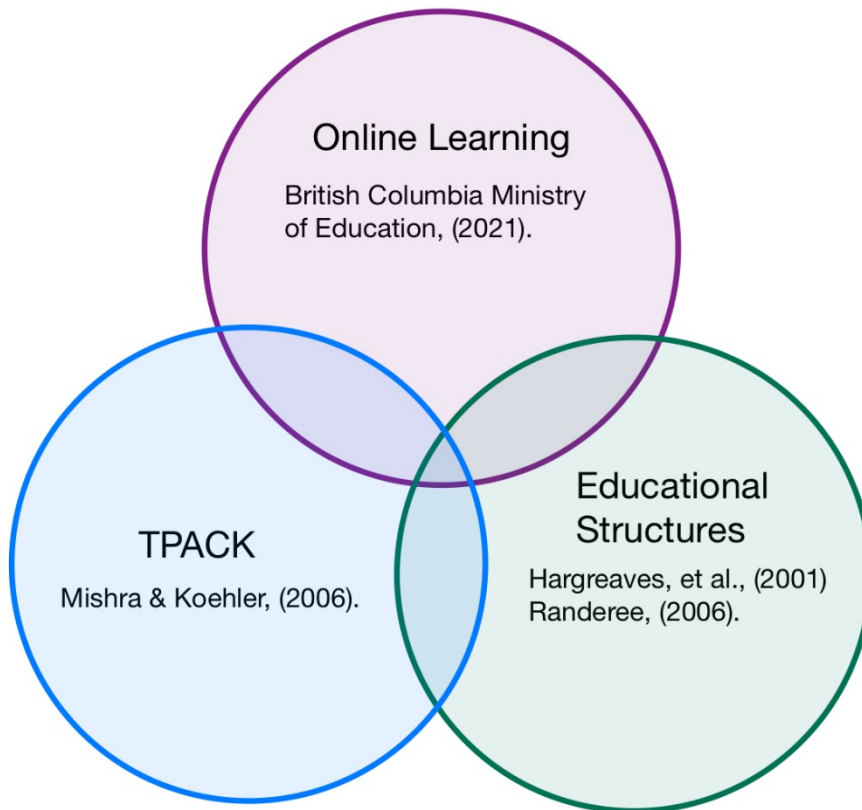 Online Learning
British Columbia Ministry
of Education, (2021).
TPACK
Mishra & Koehler, (2006).
Educational
Structures
Hargreaves, et al., (2001)
Randeree, (2006).